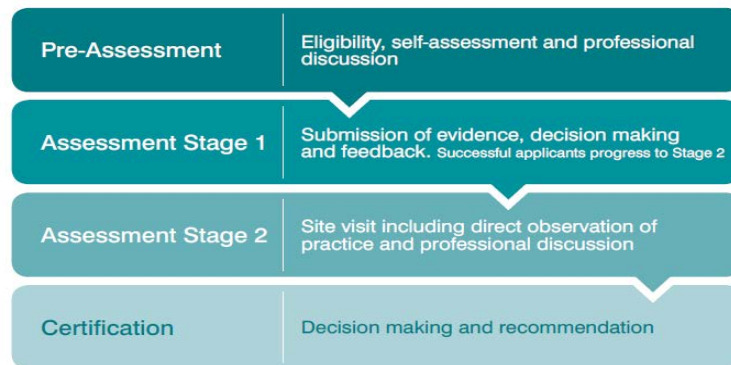 Pre-Assessment
Eligibility, self-assessment and professional
discussion
Assessment Stage 1
Submission of evidence, decision making
and feedback. Successful applicants progress to Stage 2
Assessment Stage 2
Site visit including direct observation of
practice and professional discussion
Certification
Decision making and recommendation